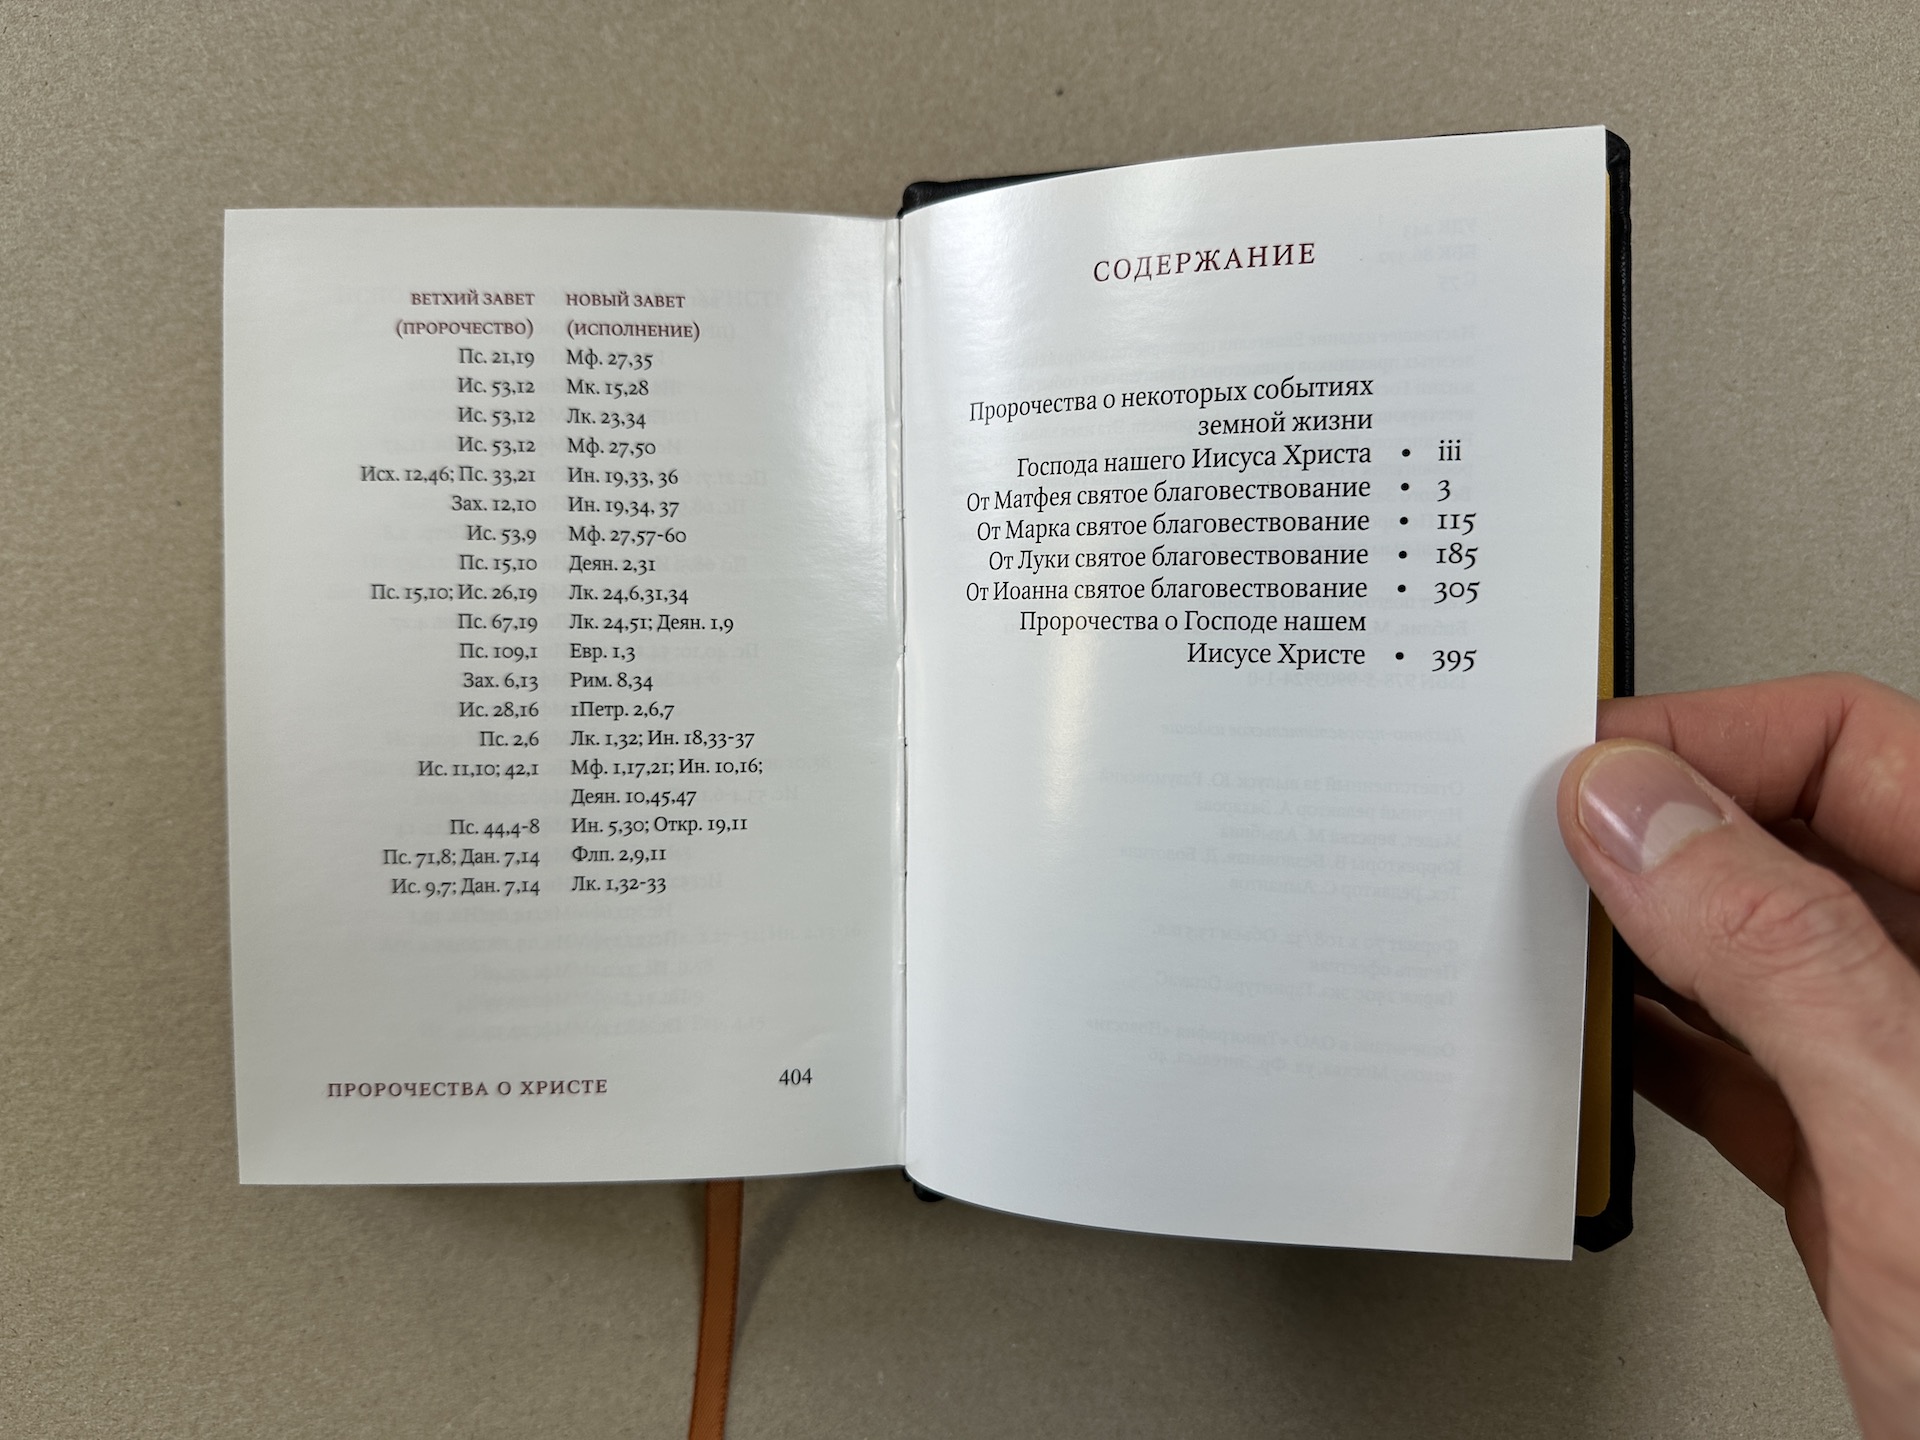 ВЕТХИЙ ЗАВЕТ НОВЫЙ ЗАВЕТ
(ПРОРОЧЕСТВО) (ИСПОЛНЕНИЕ)
Пс. 21,19 Мф. 27,35
Ис. 53,12 Мк. 15,28
Ис. 53,12 Лк. 23,34
Ис. 53,12 Мф. 27,50
Исх. 12,46; Пс. 33,21 Ин. 19,33, 36
Зах. 12,10 Ин. 19,34, 37
Ис. 53,9 Мф. 27,57-60
Пс. 15,10 Деян. 2,31
Пс. 15,10; Ис. 26,19 Лк. 24,6,31,34
Пс. 67,19 Лк. 24,51; Деян. 1,9
Пс. 109,1 Евр. 1,3
Зах. 6,13 Рим. 8,34
Ис. 28,16 1Петр. 2,6,7
Пс. 2,6 Лк. 1,32; Ин. 18,33-37
Ис. 11,10; 42,1 Мф. 1,17,21; Ин. 10,16;
Деян. 10,45,47
Пс. 44,4-8 Ин. 5,30; Откр. 19,11
Пс. 71,8; Дан. 7,14 Флп. 2,9,11
Ис. 9,7; Дан. 7,14 Лк. 1,32-33
ПРОРОЧЕСТВА О ХРИСТЕ 404
СОДЕРЖАНИЕ
Пророчества о некоторых событиях
земной жизни
Господа нашего Иисуса Христа • iii
От Матфея святое благовествование • 3
От Марка святое благовествование • 115
От Луки святое благовествование • 185
От Иоанна святое благовествование • 305
Пророчества о Господе нашем
Иисусе Христе • 395